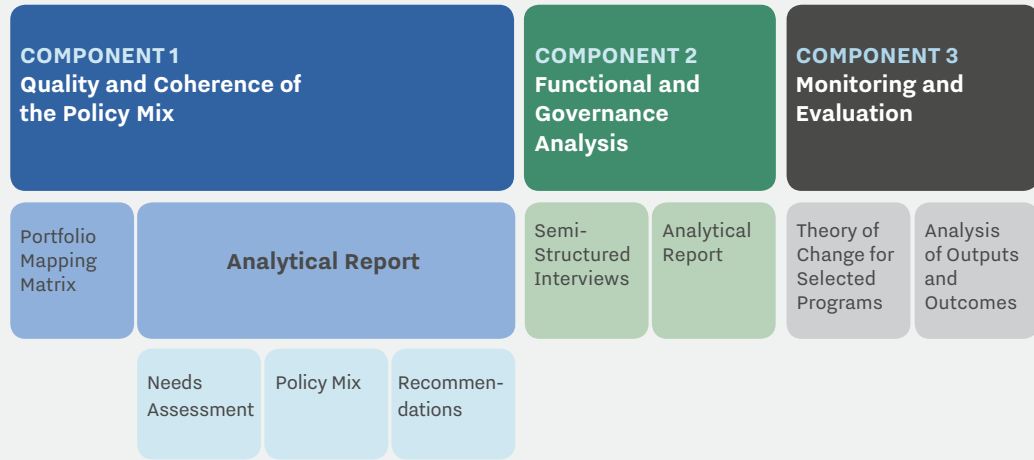 COMPONENT 1
Quality and Coherence of
the Policy Mix
COMPONENT 2
Functional and
Governance
Analysis
COMPONENT 3
Monitoring and
Evaluation
Portfolio
Mapping
Matrix
Analytical Report
Semi-
Structured
Interviews
Analytical
Report
Theory of
Change for
Selected
Programs
Analysis
of Outputs
and
Outcomes
Needs
Assessment
Policy Mix
Recommen-
dations